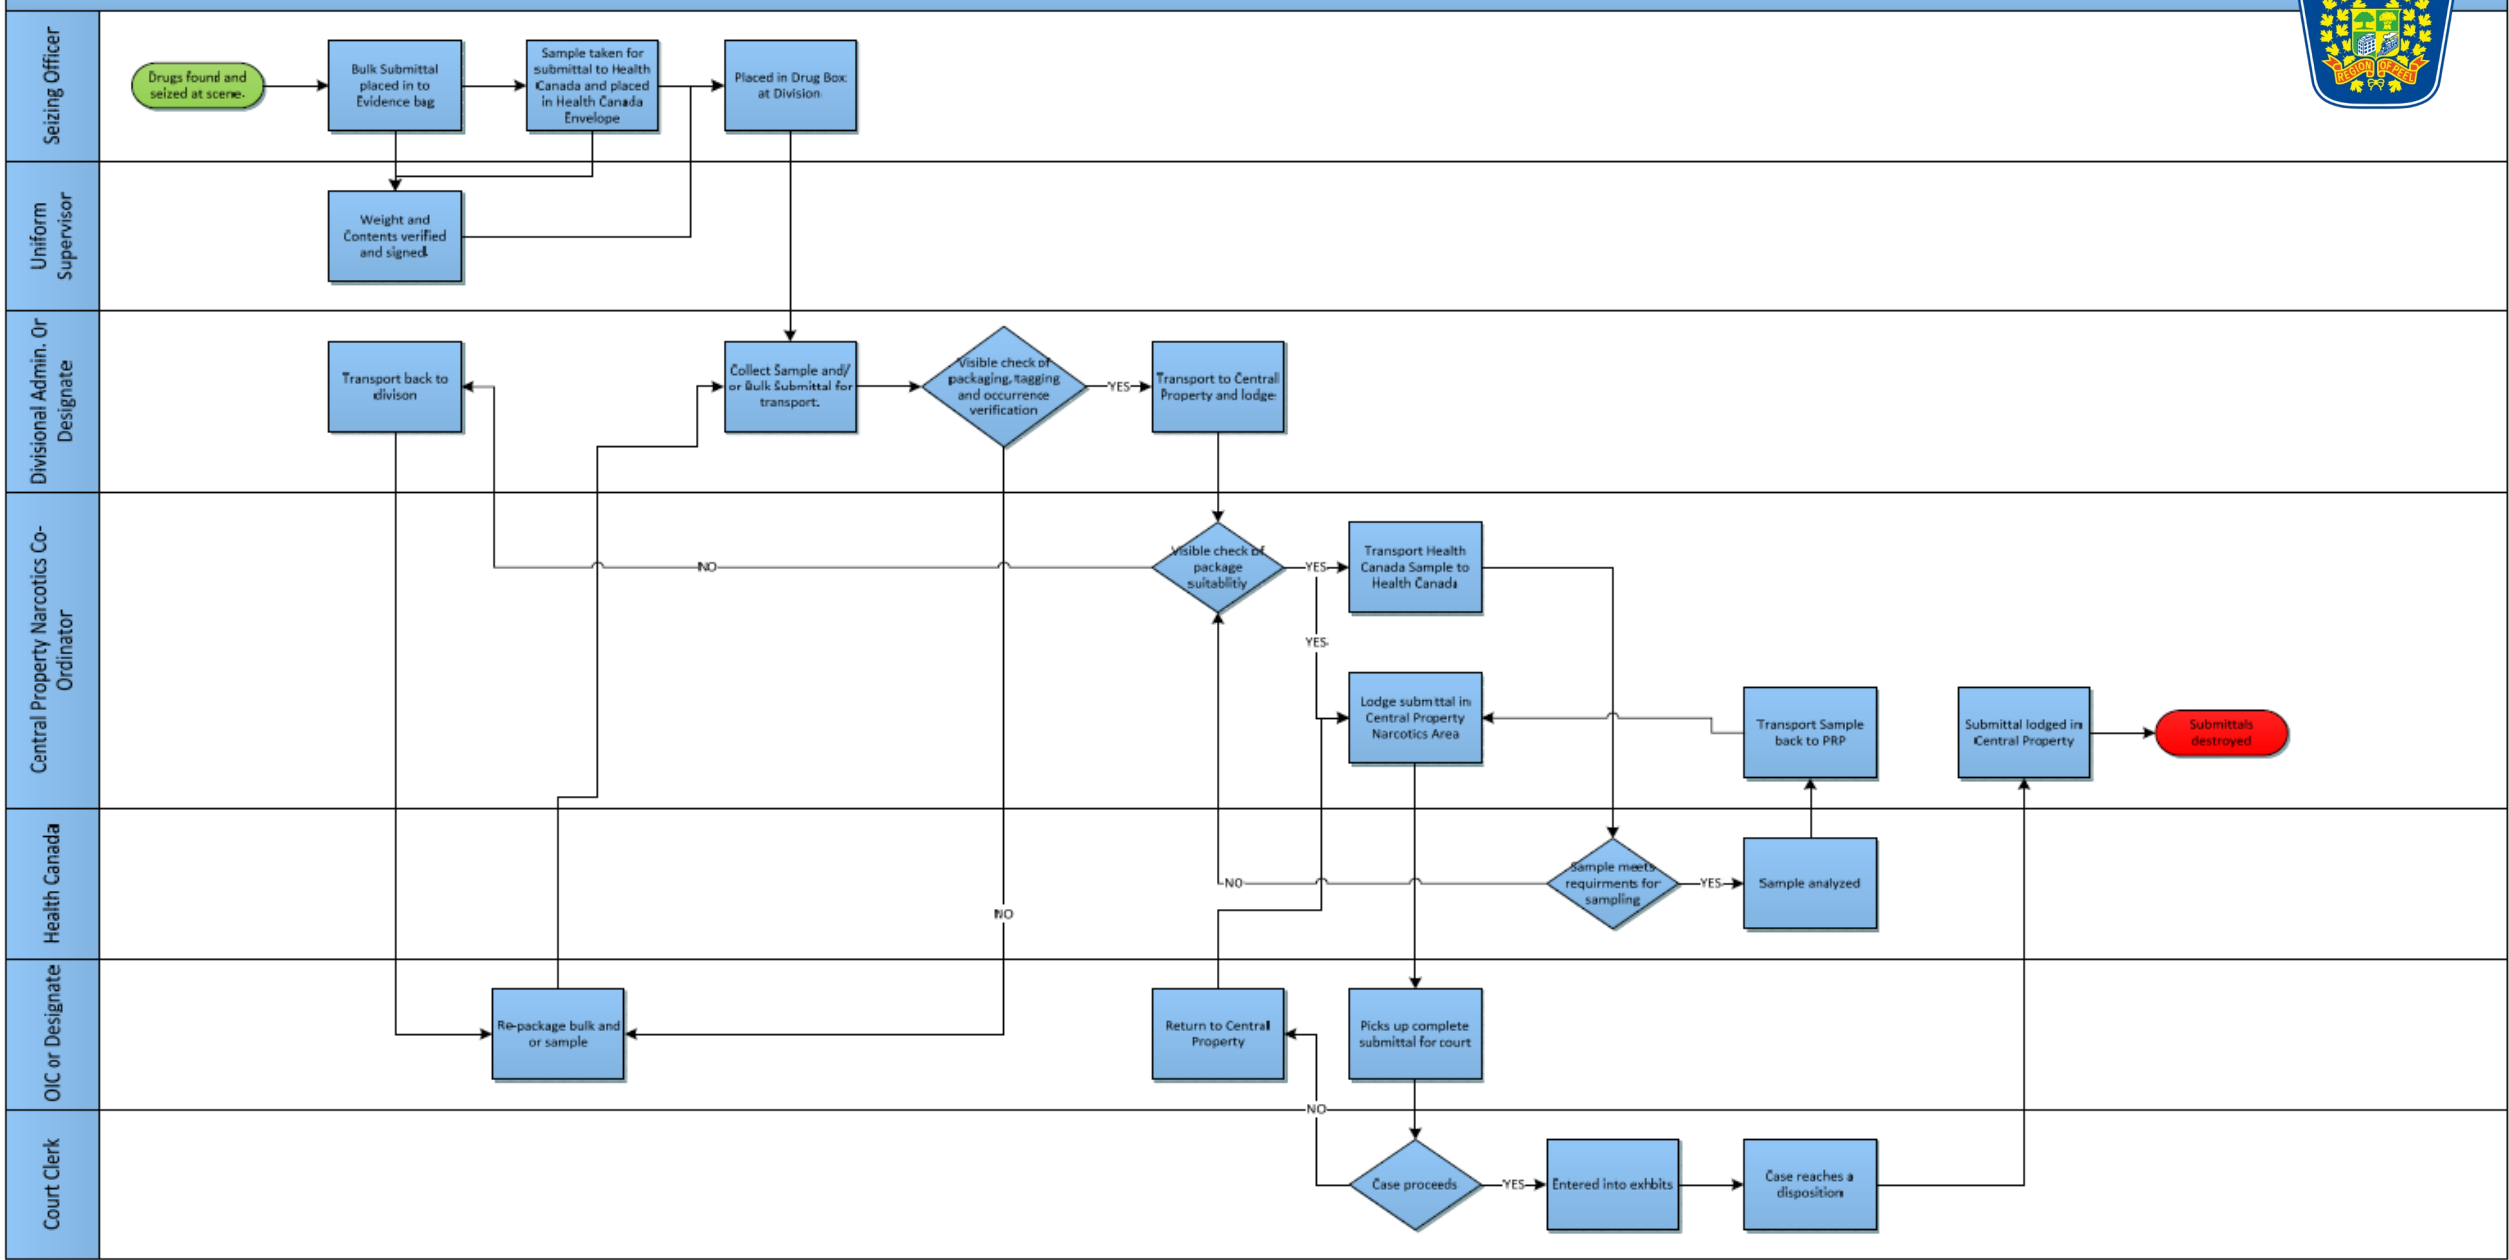 REGION OF PEEL
Seizing Officer
Drugs found and
seized at scene.
Bulk Submittal
placed in to
Evidence bag
Sample taken for
submittal to Health
Canada and placed
in Health Canada
Envelope
Placed in Drug Box
at Division
Uniform
Supervisor
Weight and
Contents verified
and signed.
Divisional Admin. Or
Designate
Transport back to
divison
Collect Sample and/
or Bulk Submittal for
transport.
Visible check of
packaging, tagging
and occurrence
verification
YES
Transport to Central
Property and lodge
Central Property Narcotics Co-
Ordinator
NO
Visible check of
package
suitablitiy
YES
Transport Health
Canada Sample to
Health Canada
YES
Lodge submittal in
Central Property
Narcotics Area
Transport Sample
back to PRP
Submittal lodged in
Central Property
Submittals
destroyed
Health Canada
NO
NO
Sample meets
requirments for
sampling
YES
Sample analyzed
OIC or Designate
Re-package bulk and
or sample
Return to Central
Property
Picks up complete
submittal for court
NO
Court Clerk
Case proceeds
YES
Entered into exhbits
Case reaches a
disposition